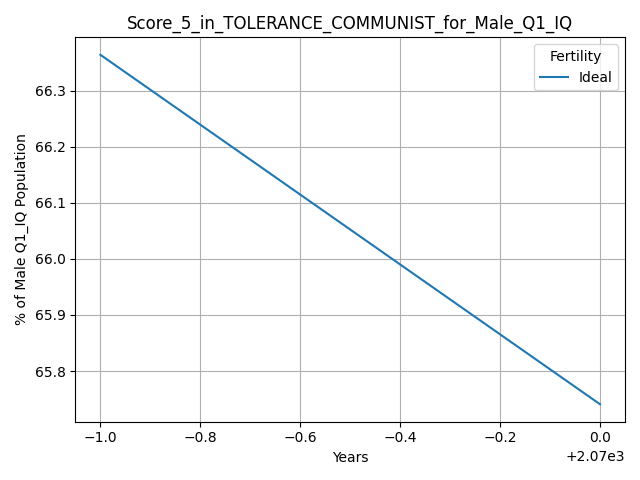 Score_5_in_TOLERANCE_COMMUNIST_for_Male_Q1_IQ
Fertility
Ideal
% of Male Q1_IQ Population
66.3
66.2
66.1
66.0
65.9
65.8
−1.0 −0.8 −0.6 −0.4 −0.2 0.0
Years
+2.07e3